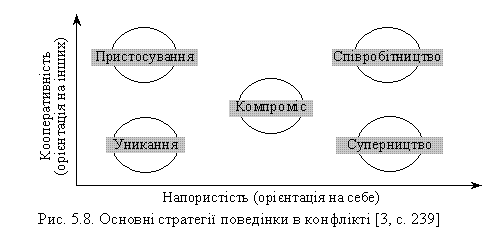 Кооперативність
(орієнтація на інших)
Пристосування
Співробітництво
Компроміс
Уникання
Суперництво
Напористість (орієнтація на себе)
Рис. 5.8. Основні стратегії поведінки в конфлікті [3, с. 239]